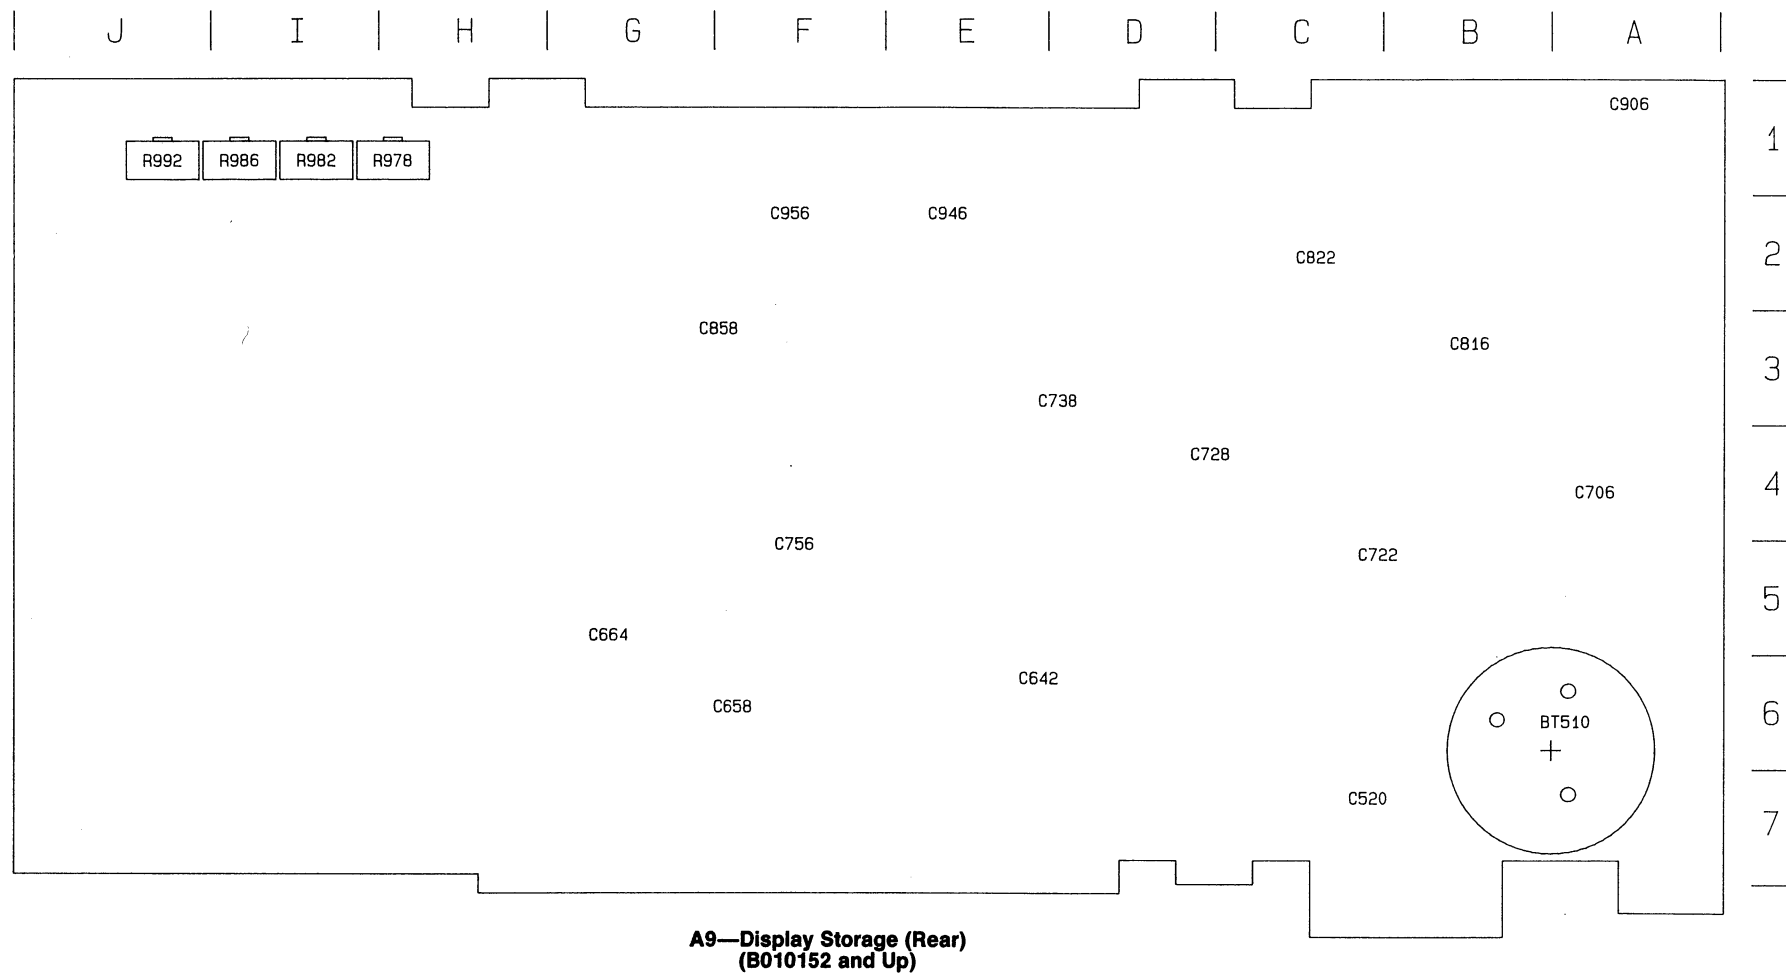 J I H G F E D C B A
C906
1
R992 R986 R982 R978
C956 C946
2
C822
C858
C816
3
C738
C728
4
C706
C756
C722
5
C664
C642
C658
6
BT510
C520
7
A9—Display Storage (Rear)
(B010152 and Up)